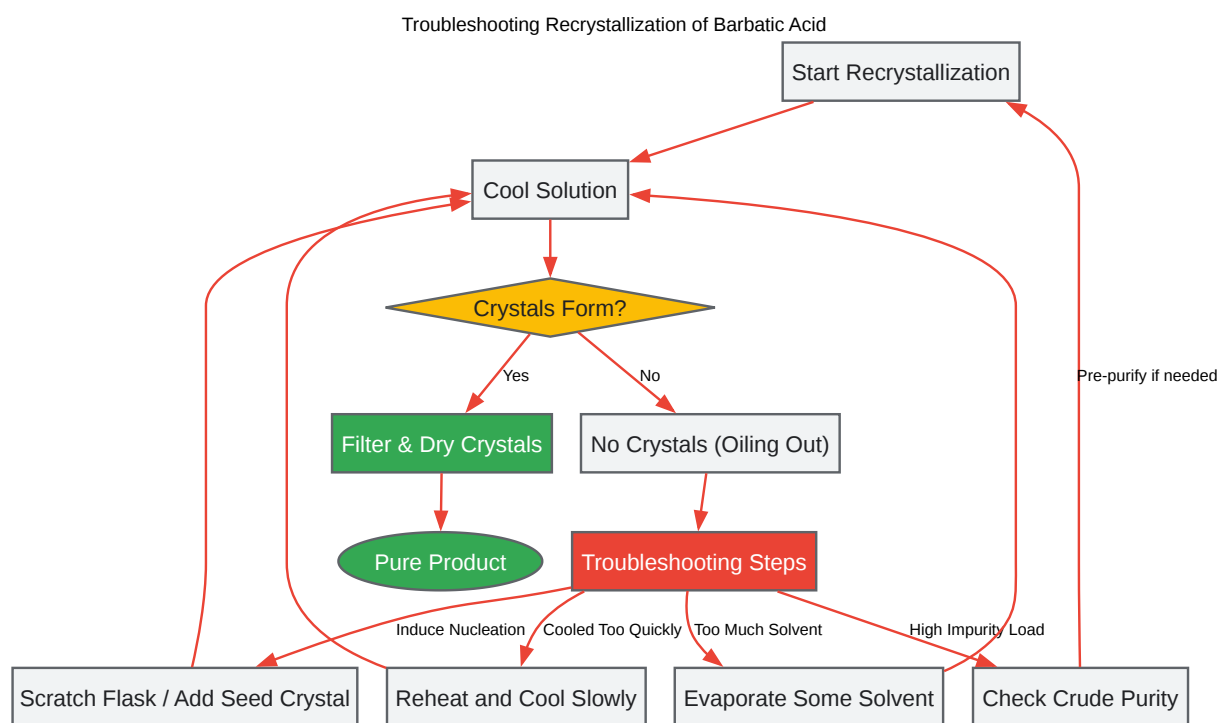 Troubleshooting Recrystallization of Barbatic Acid
Start Recrystallization
Cool Solution
Crystals Form?
Yes
No
Pre-purify if needed
Filter & Dry Crystals
No Crystals (Oiling Out)
Pure Product
Troubleshooting Steps
Induce Nucleation
Cooled Too Quickly
Too Much Solvent
High Impurity Load
Scratch Flask / Add Seed Crystal
Reheat and Cool Slowly
Evaporate Some Solvent
Check Crude Purity